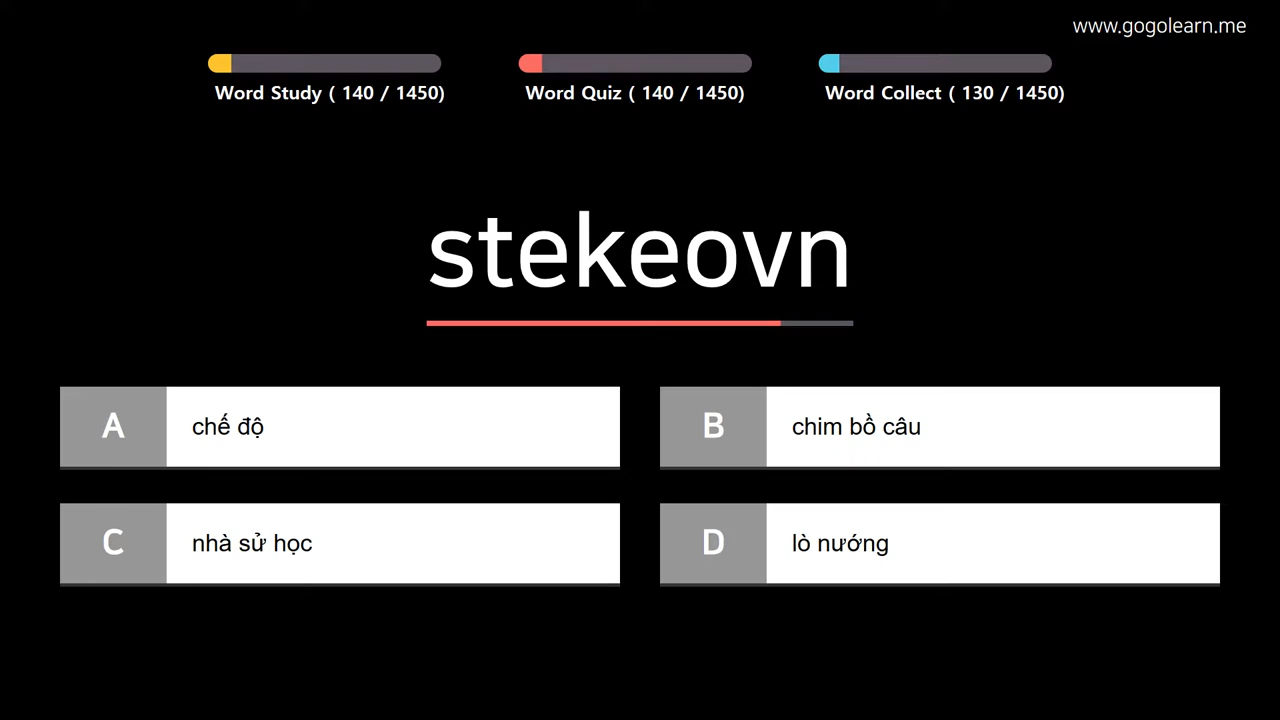 www.gogolearn.me
Word Study ( 140 / 1450)
Word Quiz ( 140 / 1450)
Word Collect ( 130 / 1450)
stekeovn
A chế độ
B chim bồ câu
C nhà sử học
D lò nướng